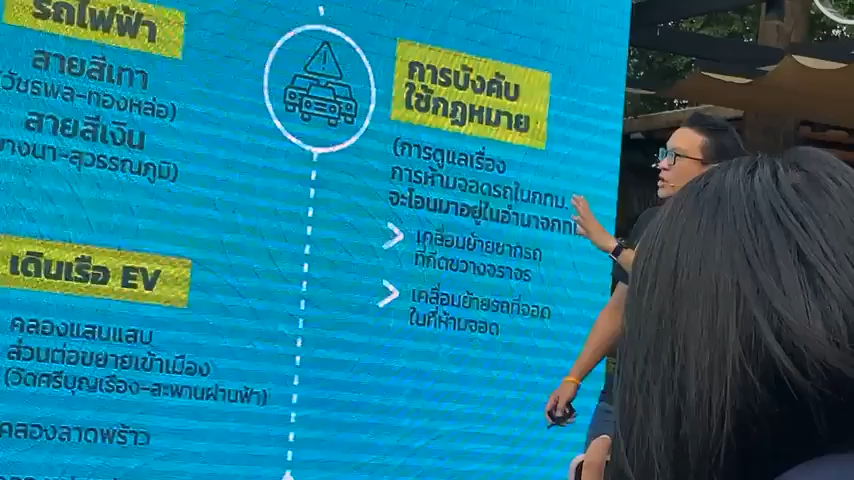 รถไฟฟ้า
สายสีเทา
(วัชรพล-ทองหล่อ)
สายสีเงิน
บางนา-สุวรรณภูมิ)
เดินเรือ EV
คลองแสนแสบ
ส่วนต่อขยายเข้าเมือง
(วัดศรีบุญเรือง-สะพานผ่านฟ้า)
คลองลาดพร้าว
การบังคับ
ใช้กฎหมาย
(การดูแลเรื่อง
การห้ามจอดรถในกทม.
จะโอนมาอยู่ในอำนาจกท
เคลื่อนย้ายซากรถ
ที่กีดขวางจราจร
เคลื่อนย้ายรถที่จอด
ในที่ห้ามจอด